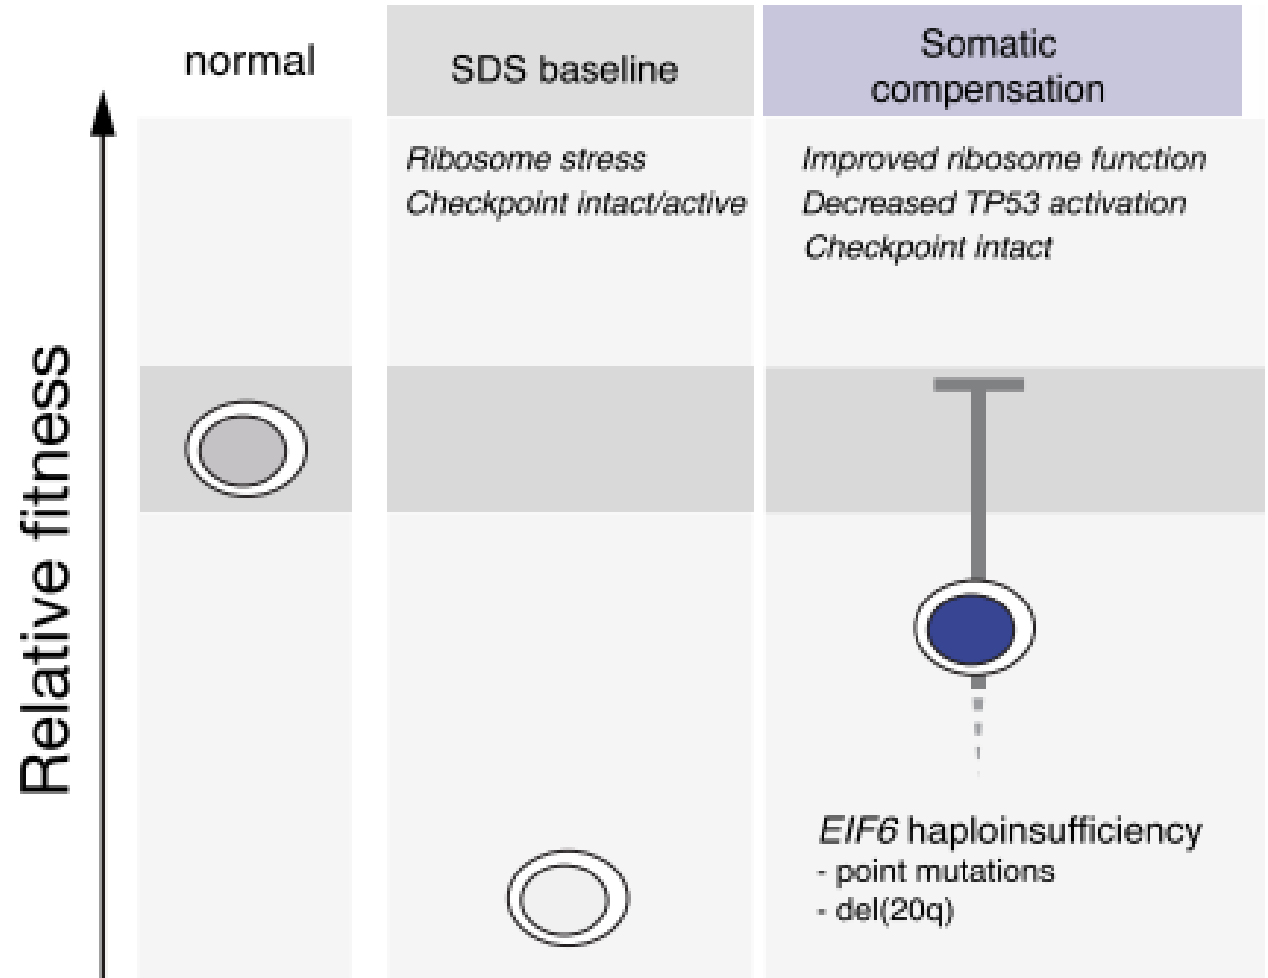 normal
SDS baseline
Somatic
compensation
Ribosome stress
Checkpoint intact/active
Improved ribosome function
Decreased TP53 activation
Checkpoint intact
Relative fitness
EIF6 haploinsufficiency
- point mutations
- del(20q)